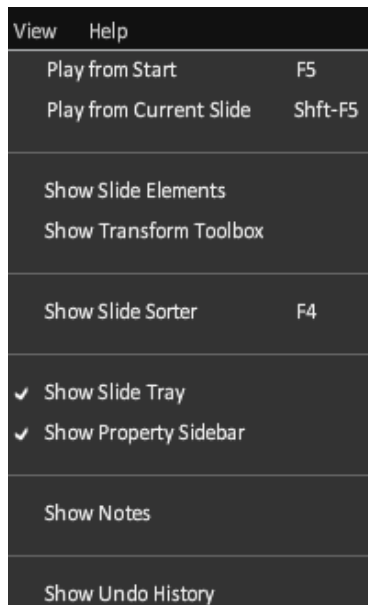 View Help
Play from Start F5
Play from Current Slide Shft-F5
Show Slide Elements
Show Transform Toolbox
Show Slide Sorter F4
Show Slide Tray
Show Property Sidebar
Show Notes
Show Undo History